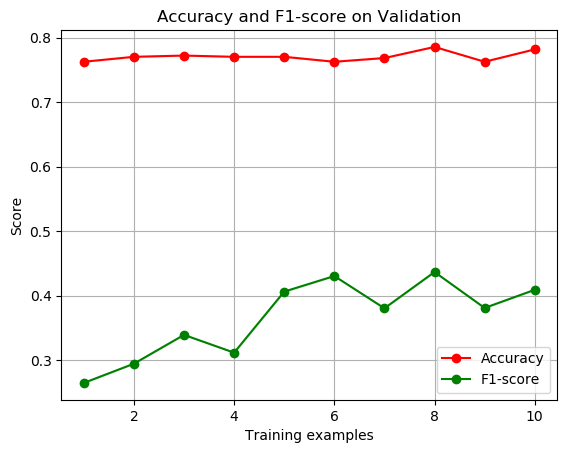 Accuracy and F1-score on Validation
0.8
0.7
0.6
0.5
0.4
0.3
Score
Accuracy
F1-score
2
4
6
8
10
Training examples